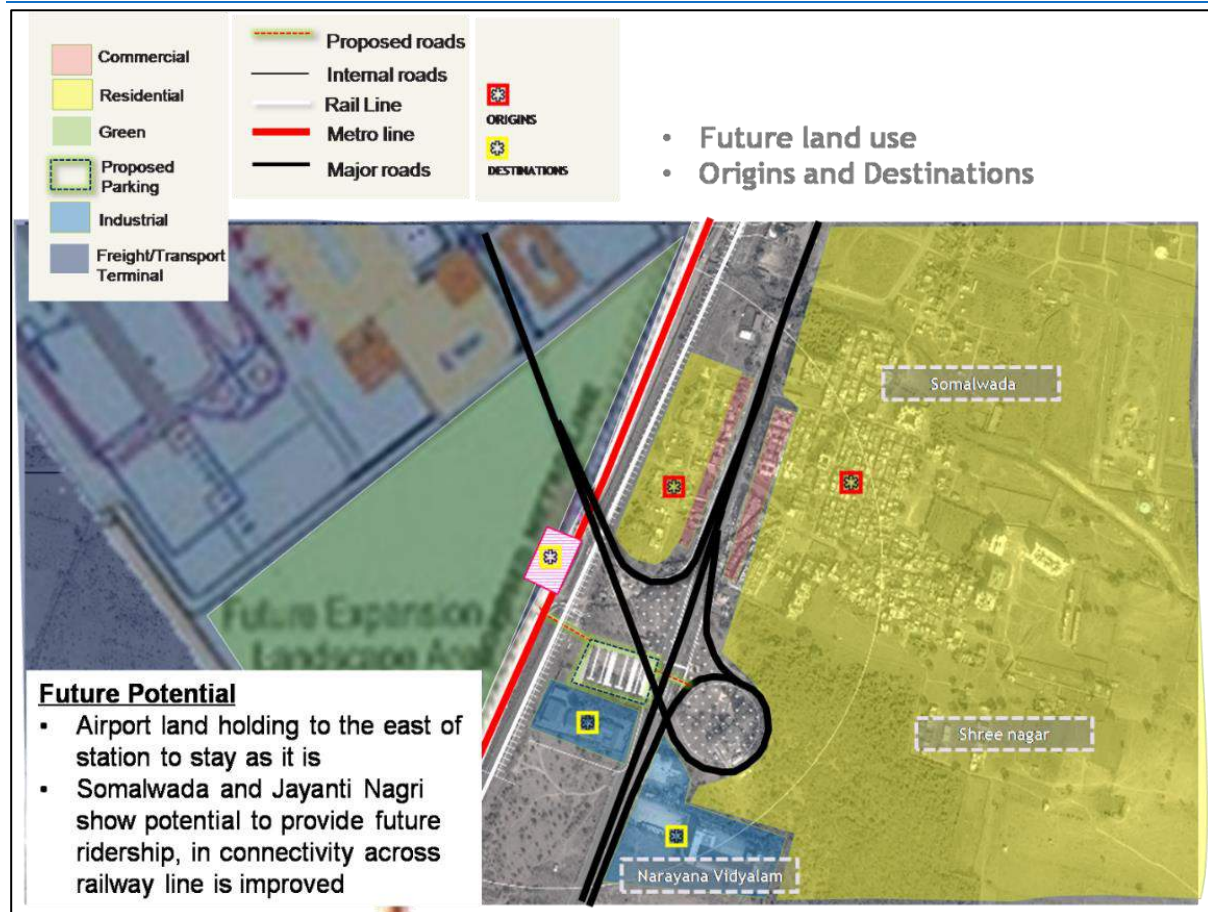 Commercial
Residential
Green
Proposed
Parking
Industrial
Freight/Transport
Terminal
Proposed roads
Internal roads
Rail Line
Metro line
Major roads
ORIGINS
DESTINATIONS
• Future land use
• Origins and Destinations
Somalwada
Shree nagar
Narayana Vidyalam
Future Expansion
Landscape Area
Future Potential
• Airport land holding to the east of
station to stay as it is
• Somalwada and Jayanti Nagri
show potential to provide future
ridership, in connectivity across
railway line is improved